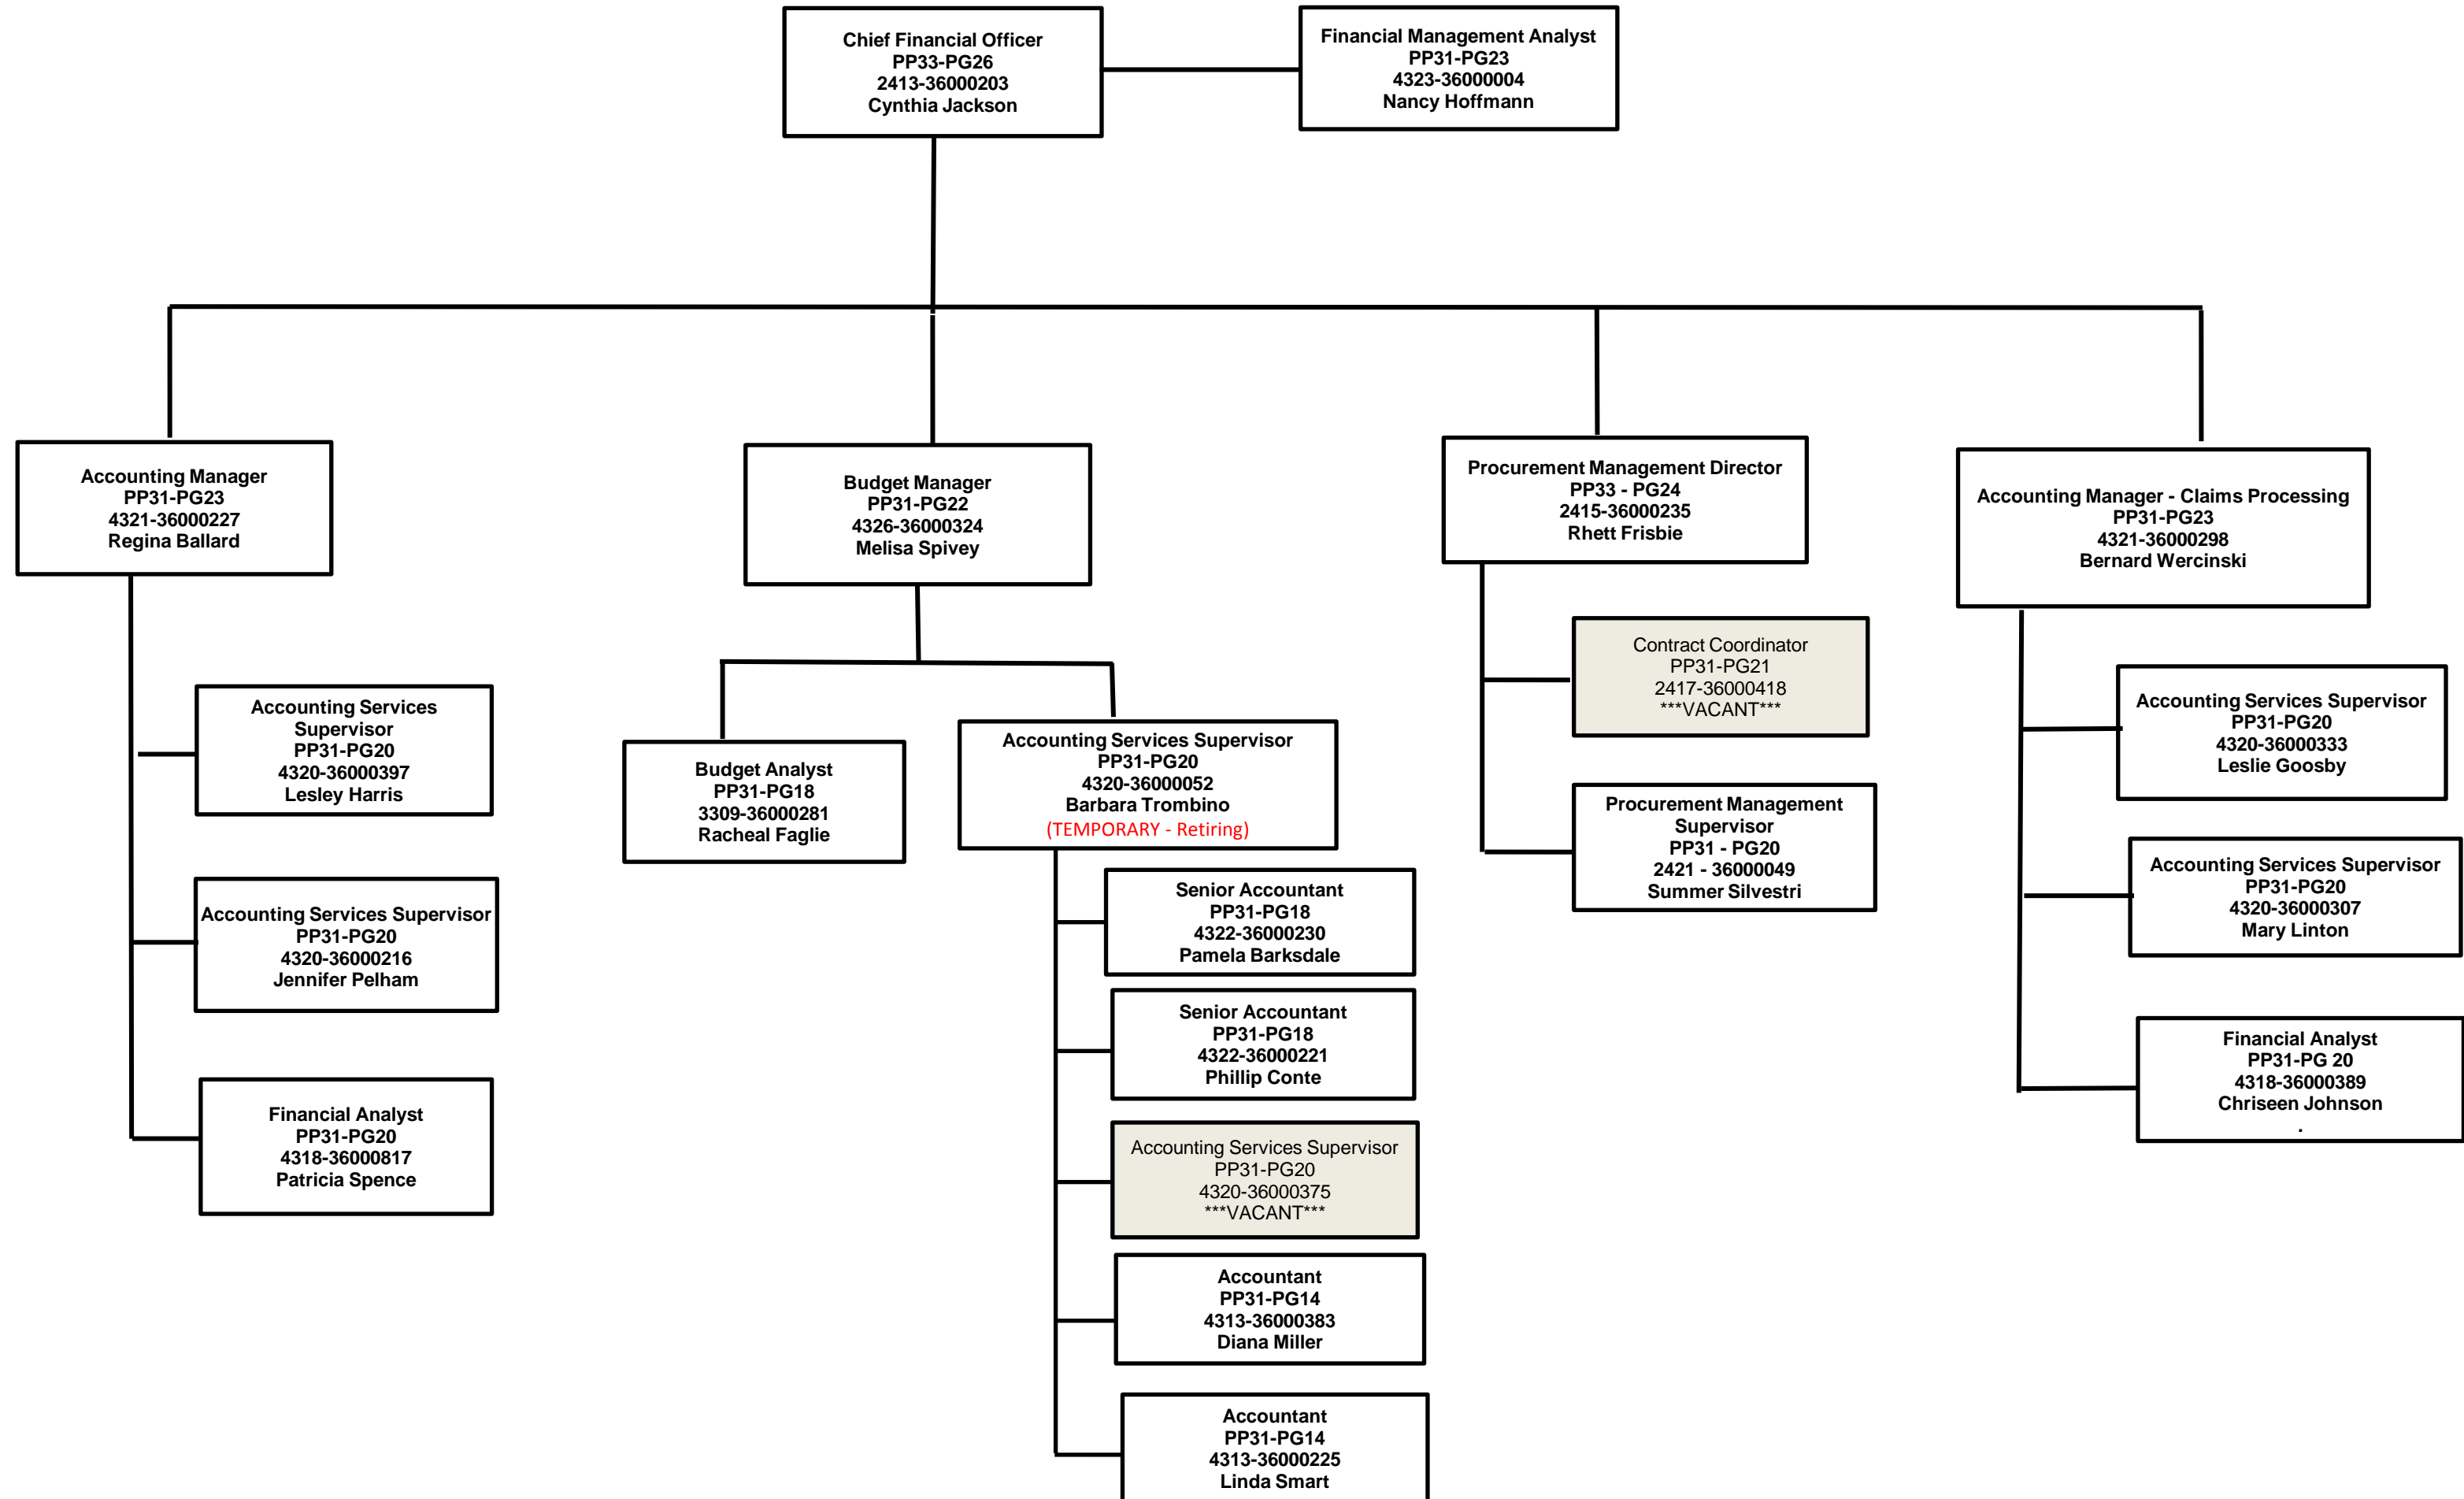 Chief Financial Officer
PP33-PG26
2413-36000203
Cynthia Jackson
Financial Management Analyst
PP31-PG23
4323-36000004
Nancy Hoffmann
Accounting Manager
PP31-PG23
4321-36000227
Regina Ballard
Budget Manager
PP31-PG22
4326-36000324
Melisa Spivey
Procurement Management Director
PP33 - PG24
2415-36000235
Rhett Frisbie
Accounting Manager - Claims Processing
PP31-PG23
4321-36000298
Bernard Wercinski
Accounting Services
Supervisor
PP31-PG20
4320-36000397
Lesley Harris
Accounting Services Supervisor
PP31-PG20
4320-36000216
Jennifer Pelham
Financial Analyst
PP31-PG20
4318-36000817
Patricia Spence
Budget Analyst
PP31-PG18
3309-36000281
Racheal Faglie
Accounting Services Supervisor
PP31-PG20
4320-36000052
Barbara Trombino
(TEMPORARY - Retiring)
Senior Accountant
PP31-PG18
4322-36000230
Pamela Barksdale
Senior Accountant
PP31-PG18
4322-36000221
Phillip Conte
Accounting Services Supervisor
PP31-PG20
4320-36000375
***VACANT***
Accountant
PP31-PG14
4313-36000383
Diana Miller
Accountant
PP31-PG14
4313-36000225
Linda Smart
Contract Coordinator
PP31-PG21
2417-36000418
***VACANT***
Procurement Management
Supervisor
PP31 - PG20
2421 - 36000049
Summer Silvestri
Accounting Services Supervisor
PP31-PG20
4320-36000333
Leslie Goosby
Accounting Services Supervisor
PP31-PG20
4320-36000307
Mary Linton
Financial Analyst
PP31-PG 20
4318-36000389
Chriseen Johnson
.